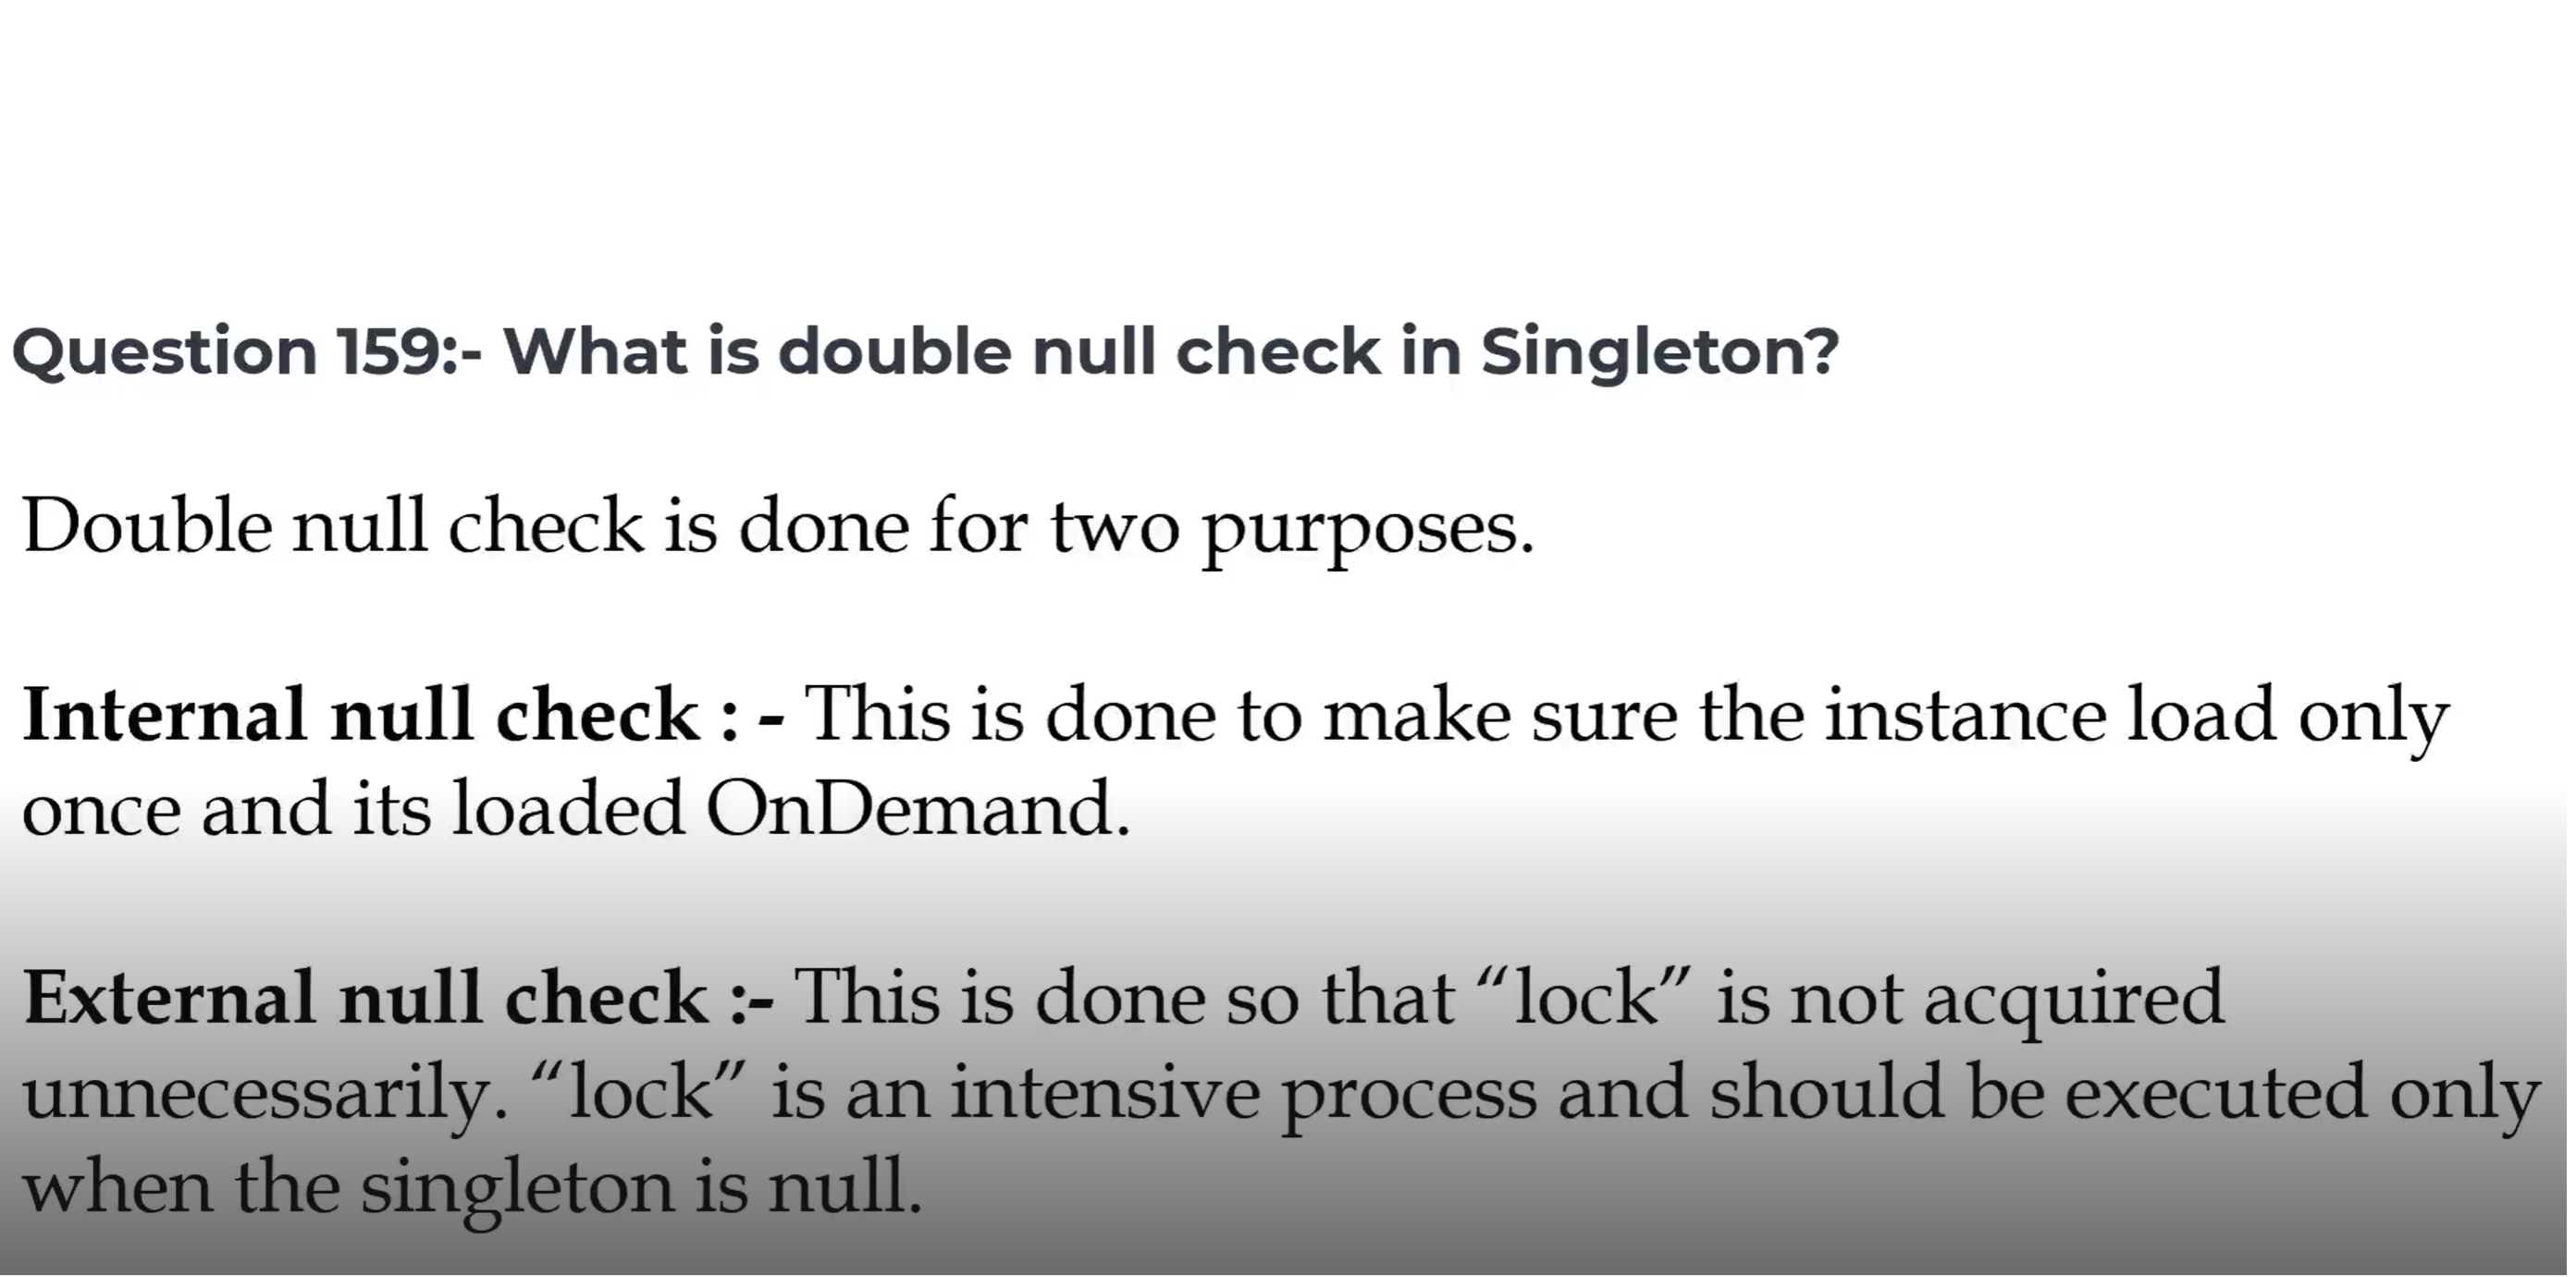 Question 159:- What is double null check in Singleton?
Double null check is done for two purposes.
Internal null check : - This is done to make sure the instance load only
once and its loaded OnDemand.
External null check :- This is done so that “lock” is not acquired
unnecessarily. “lock” is an intensive process and should be executed only
when the singleton is null.